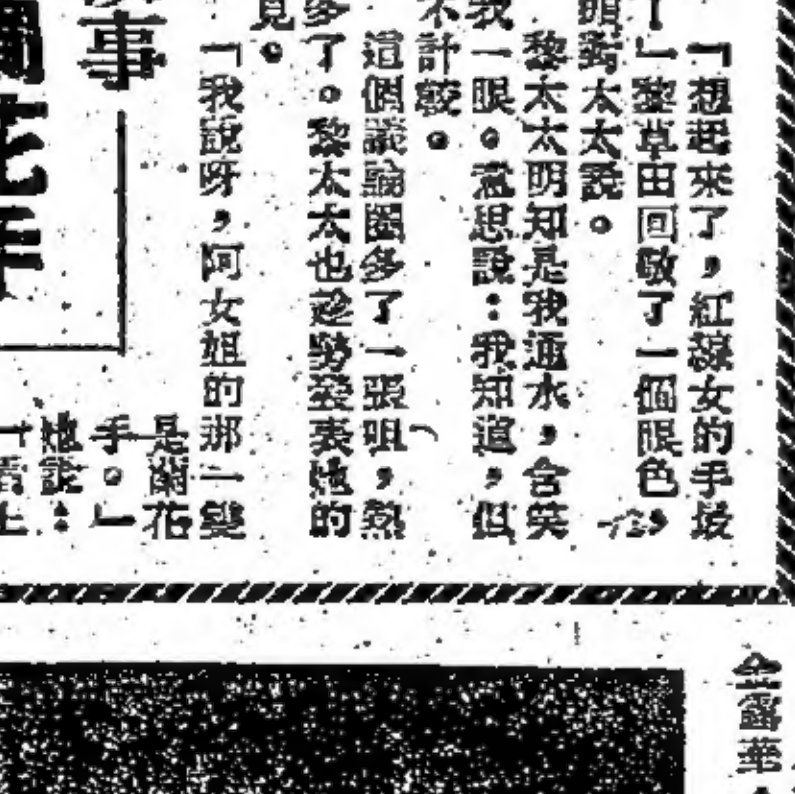 「想起來了，紅線女的手最
」黎草田回敬了一個眼色，
頭對太太說。
黎太太明知是我通水，含笑
我一眼。意思說：我知道，但
不計較。
這個議論圈多了一張咀，熱
多了。黎太太也趁勢發表她的
見。
「我說呀，阿女姐的那一雙
是蘭花
手。」
她說：
事
金露華